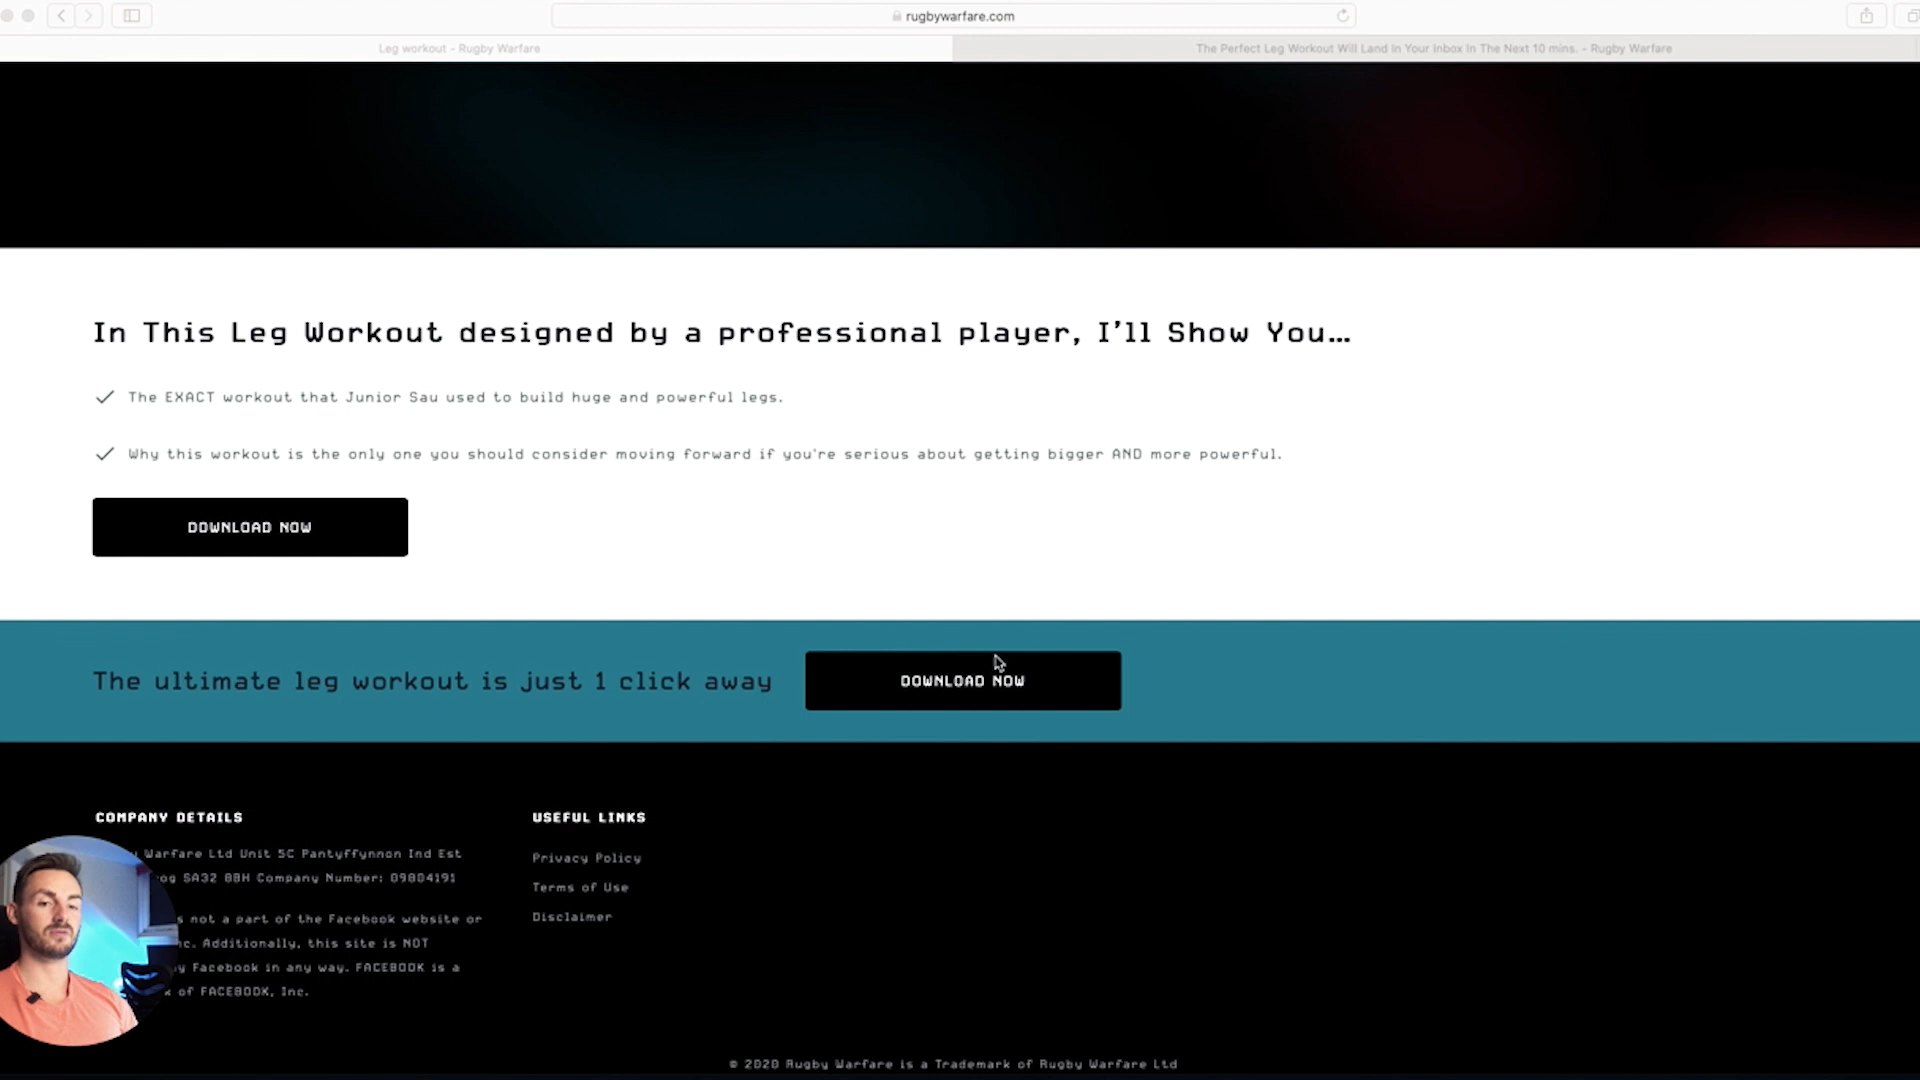 rugbywarfare.com
Leg workout - Rugby Warfare
The Perfect Leg Workout Will Land In Your Inbox In The Next 10 mins. - Rugby Warfare
In This Leg Workout designed by a professional player, I'll Show You...
The EXACT workout that Junior Sau used to build huge and powerful legs.
Why this workout is the only one you should consider moving forward if you're serious about getting bigger AND more powerful.
DOWNLOAD NOW
The ultimate leg workout is just 1 click away
DOWNLOAD NOW
COMPANY DETAILS
Warfare Ltd Unit 5C Pantyffynnon Ind Est
SA32 8BH Company Number: 09804191
not a part of the Facebook website or
Additionally, this site is NOT
Facebook in any way. FACEBOOK is a
of FACEBOOK, Inc.
USEFUL LINKS
Privacy Policy
Terms of Use
Disclaimer
© 2020 Rugby Warfare is a Trademark of Rugby Warfare Ltd